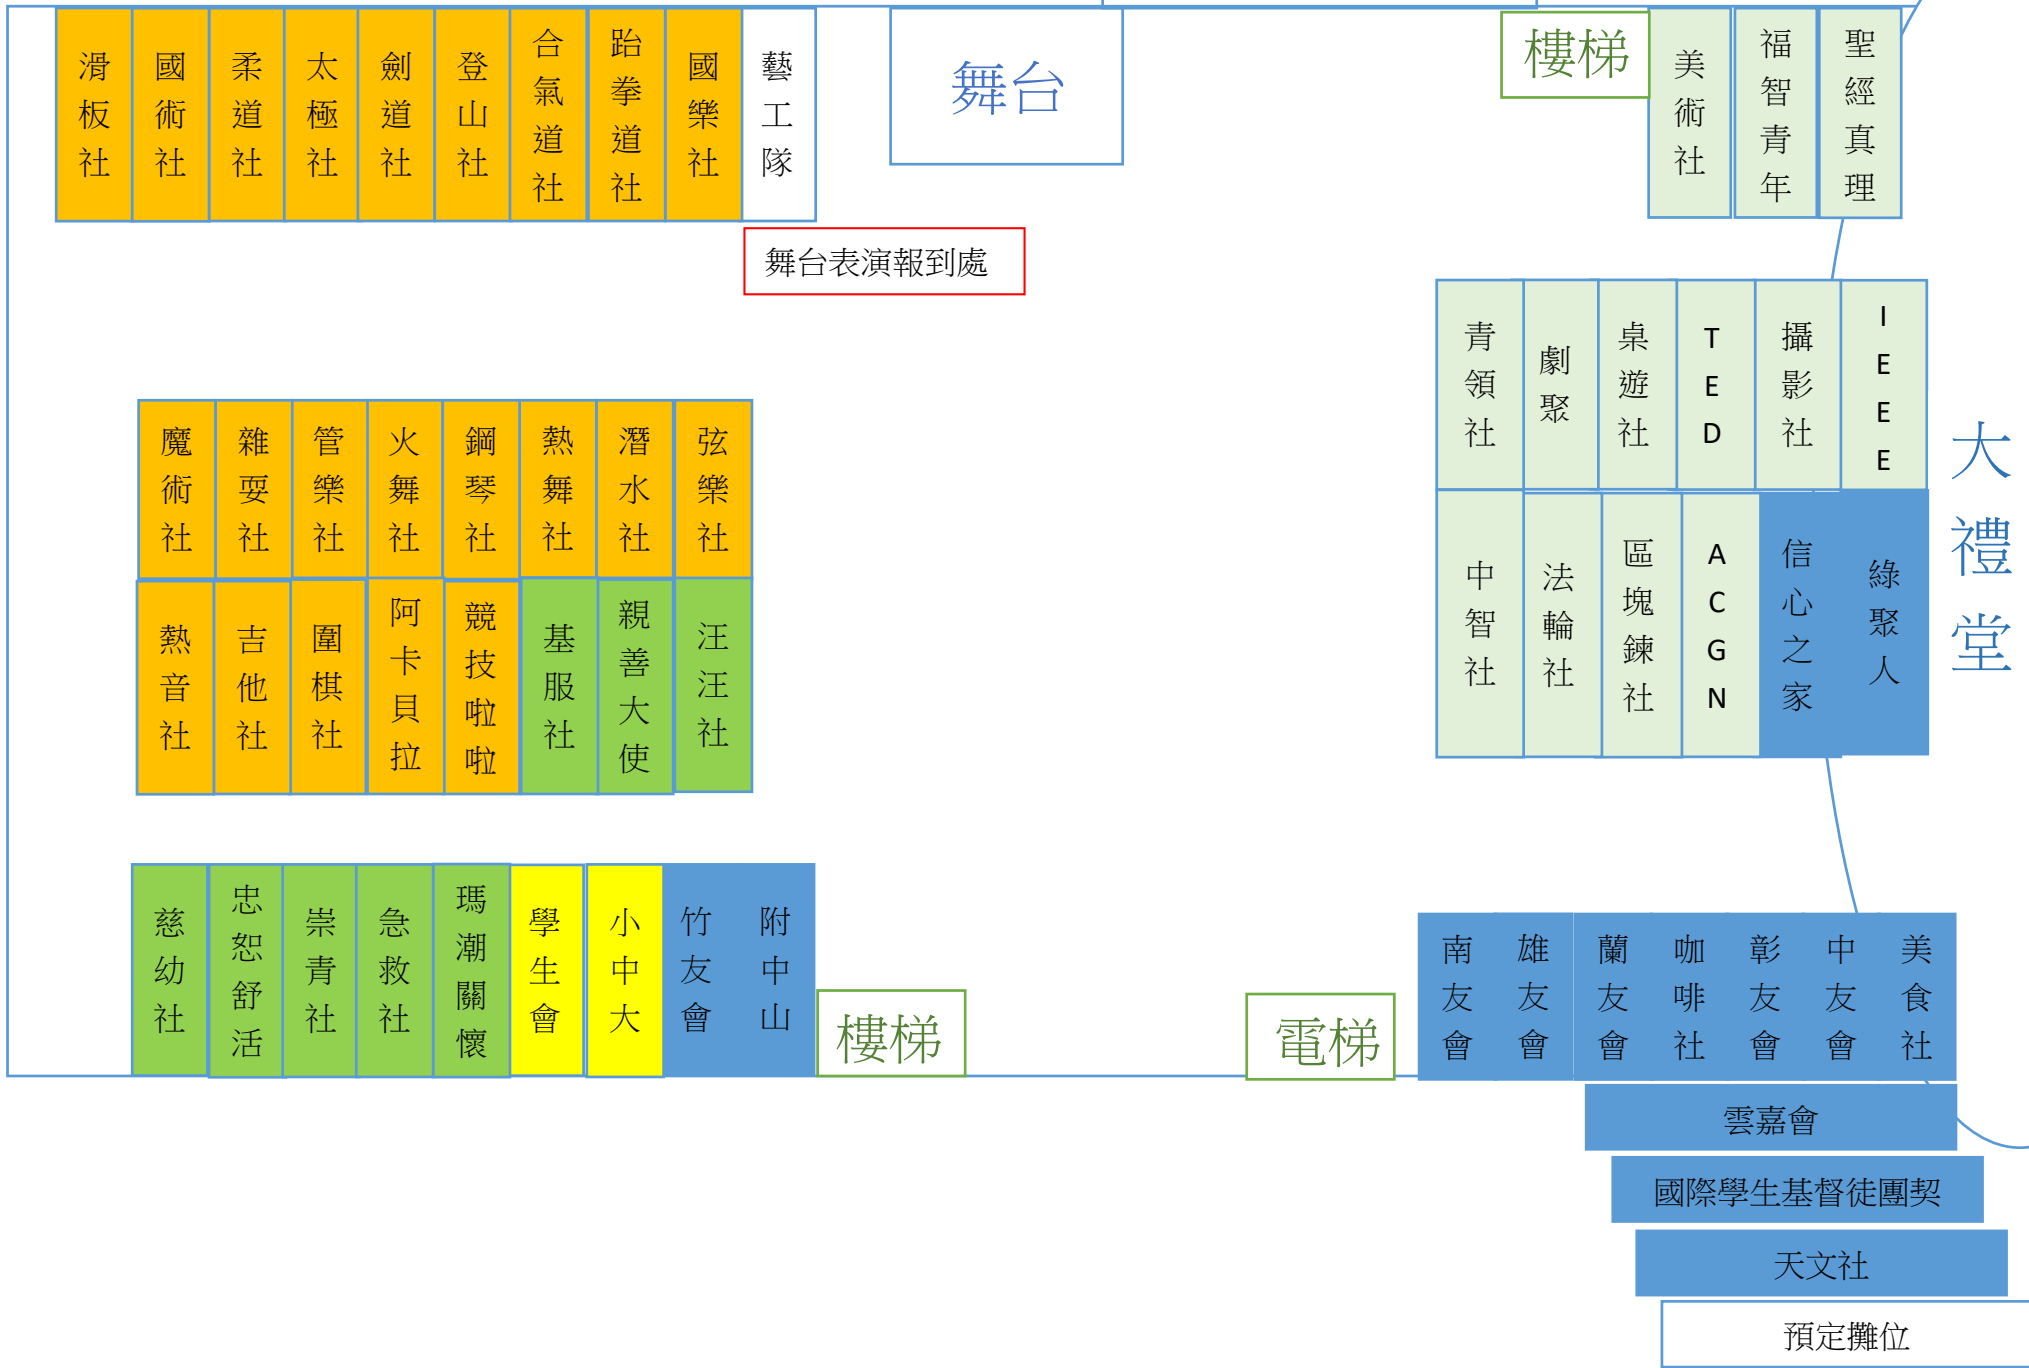 滑板社
國術社
柔道社
太極社
劍道社
登山社
合氣道社
跆拳道社
國樂社
藝工隊
舞台
樓梯
美術社
福智青年
聖經真理
舞台表演報到處
青領社
劇聚
桌遊社
TED
攝影社
IEEE
大禮堂
魔術社
雜耍社
管樂社
火舞社
鋼琴社
熱舞社
潛水社
弦樂社
中智社
法輪社
區塊鍊社
ACGN
信心之家
綠聚人
熱音社
吉他社
圍棋社
阿卡貝拉
競技啦啦
基服社
親善大使
汪汪社
慈幼社
忠恕舒活
崇青社
急救社
瑪潮關懷
學生會
小中大
竹友會
附中山
樓梯
電梯
南友會
雄友會
蘭友會
咖啡社
彰友會
中友會
美食社
雲嘉會
國際學生基督徒團契
天文社
預定攤位